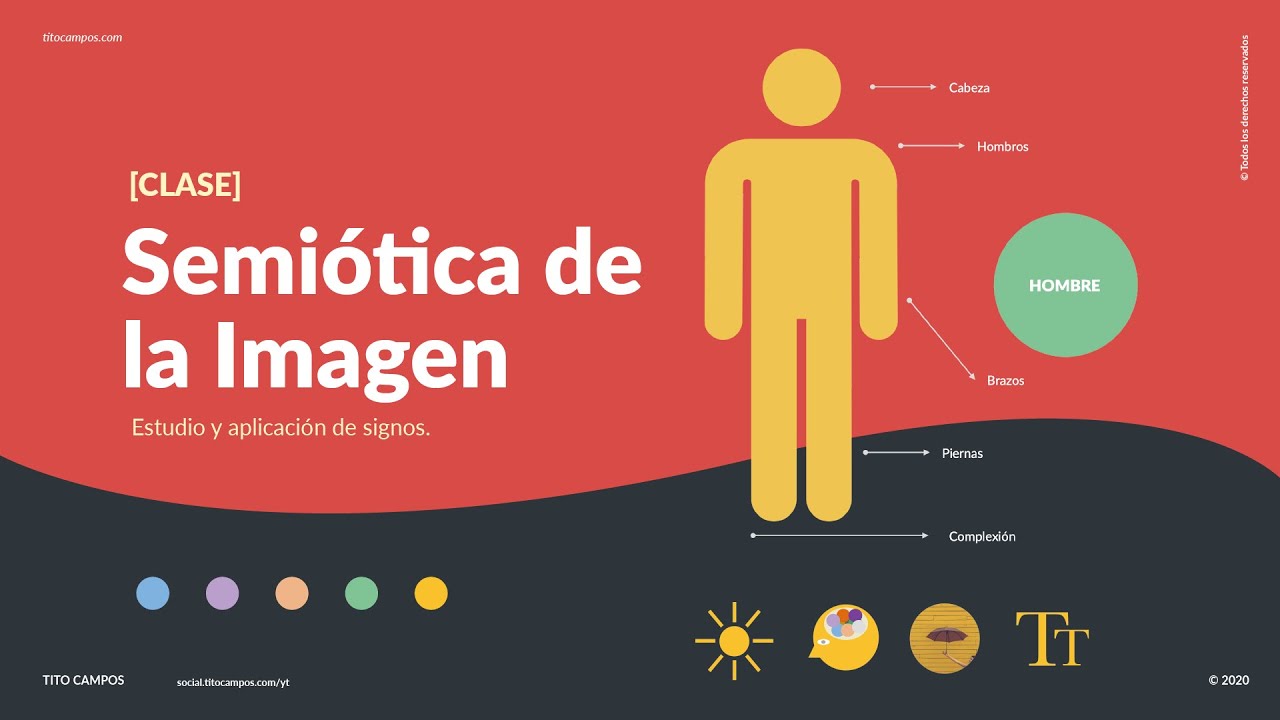 titocampos.com
© Todos los derechos reservados
[CLASE]
Semiótica de
la Imagen
Estudio y aplicación de signos.
Cabeza
Hombros
HOMBRE
Brazos
Piernas
Complexión
TT
TITO CAMPOS
social.titocampos.com/yt
© 2020